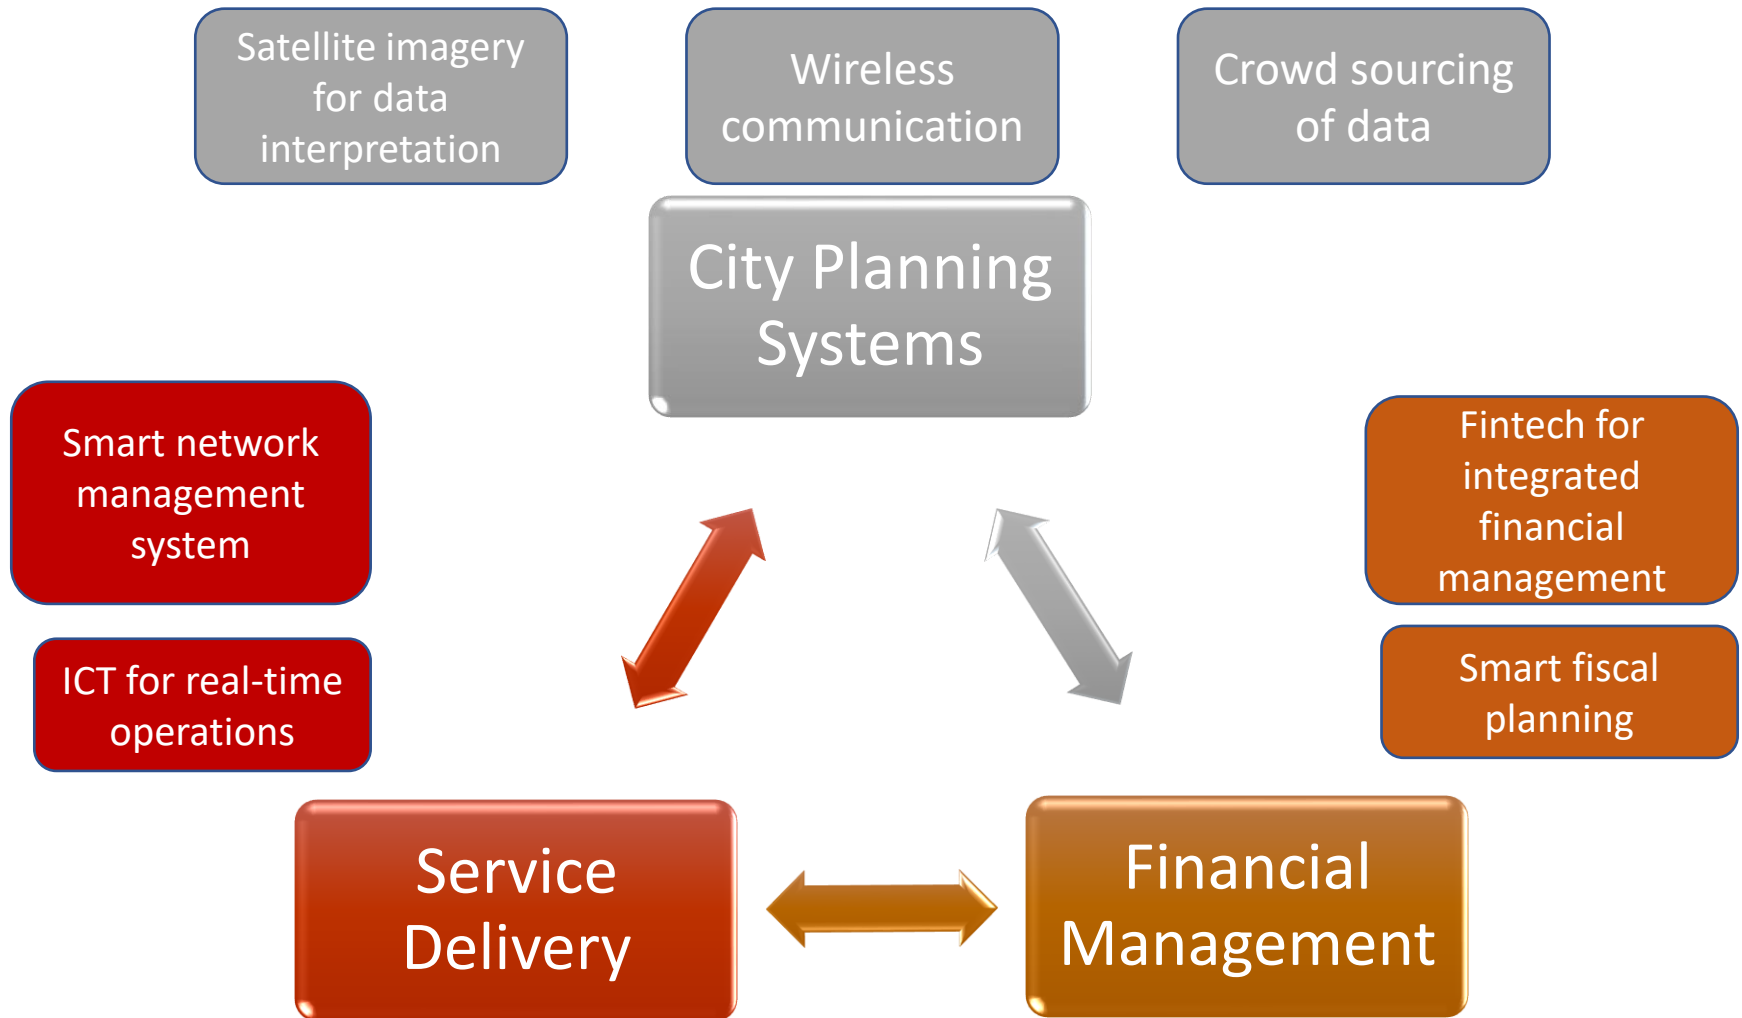 Satellite imagery
for data
interpretation
Wireless
communication
Crowd sourcing
of data
City Planning
Systems
Smart network
management
system
Fintech for
integrated
financial
management
ICT for real-time
operations
Smart fiscal
planning
Service
Delivery
Financial
Management